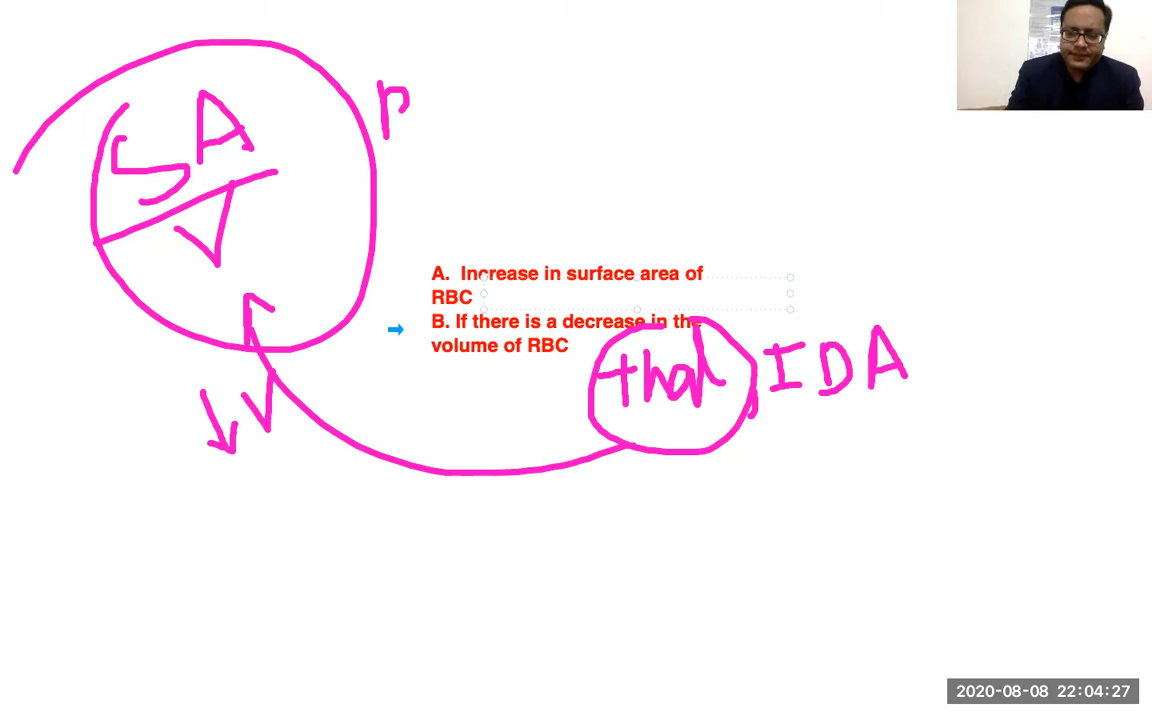 SA
V
r
A. Increase in surface area of
RBC
B. If there is a decrease in the
volume of RBC
thal, IDA
↓V
2020-08-08 22:04:27